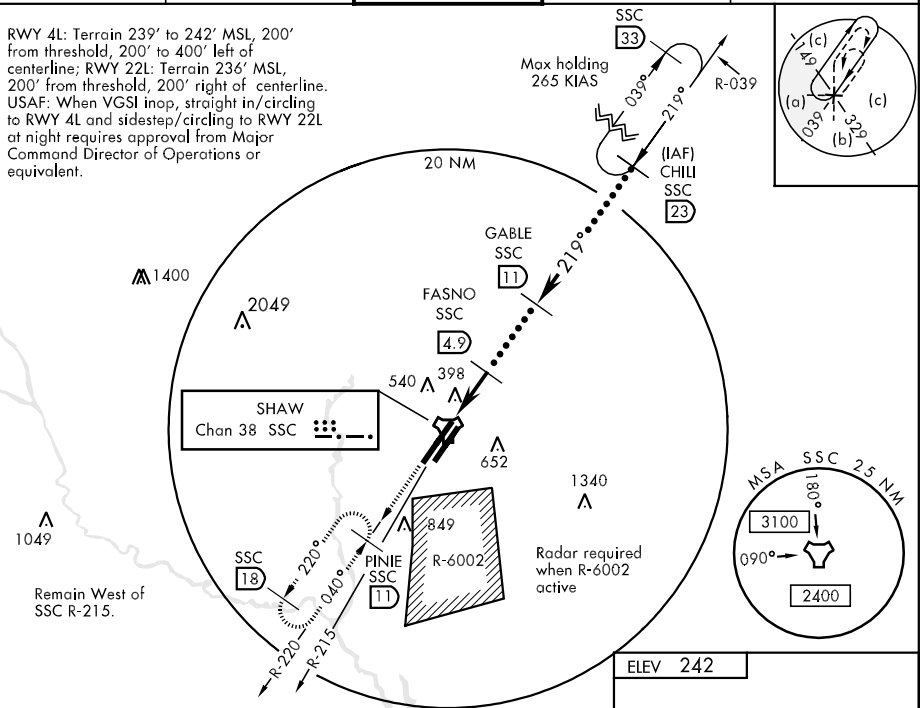 RWY 4L: Terrain 239' to 242' MSL, 200'
from threshold, 200' to 400' left of
centerline; RWY 22L: Terrain 236' MSL,
200' from threshold, 200' right of centerline.
USAF: When VGSI inop, straight in/circling
to RWY 4L and sidestep/circling to RWY 22L
at night requires approval from Major
Command Director of Operations or
equivalent.
SSC
33
Max holding
265 KIAS
039°
219°
R-039
(IAF)
CHILI
SSC
23
(c)
149
(a)
(c)
039
329
(b)
20 NM
GABLE
SSC
11
219°
FASNO
SSC
4.9
1400
2049
540
398
SHAW
Chan 38 SSC
652
1340
849
R-6002
Radar required
when R-6002
active
1049
Remain West of
SSC R-215.
SSC
18
220°
040°
PINIE
SSC
11
R-220
R-215
MSA SSC 25 NM
180°
3100
090°
2400
ELEV 242